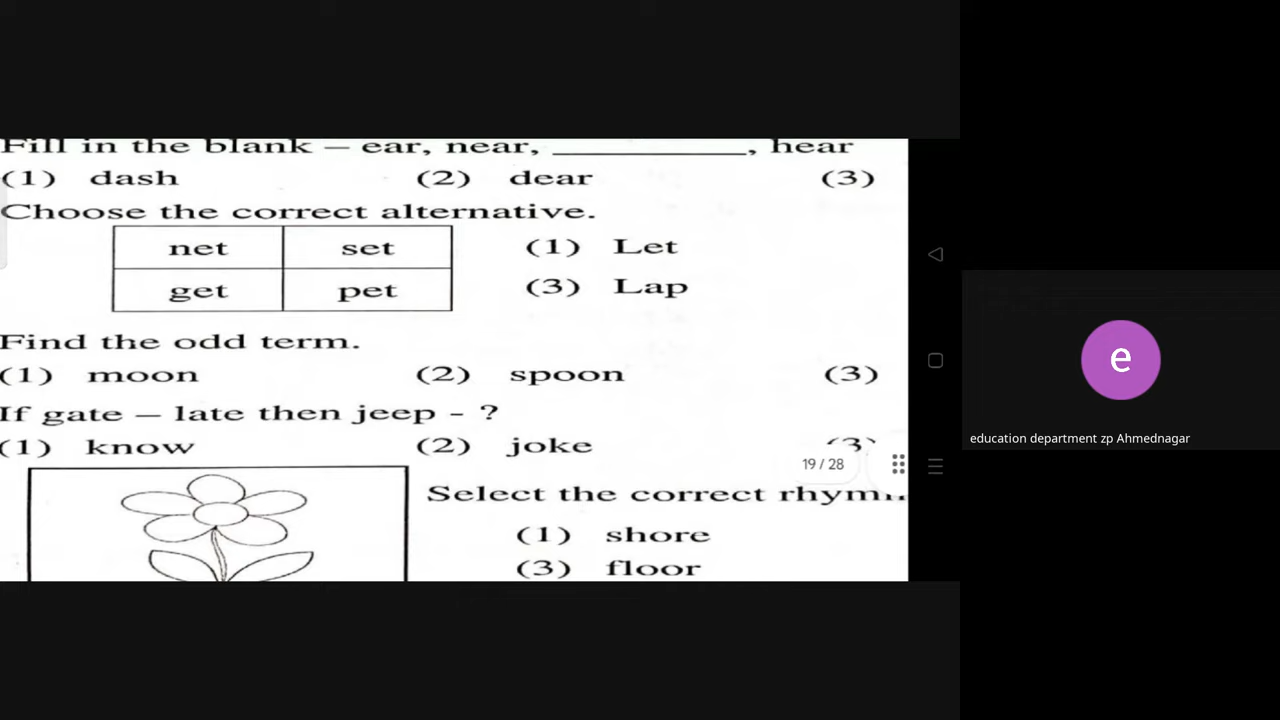 Fill in the blank – ear, near, ____________, hear
(1) dash (2) dear (3)
Choose the correct alternative.
net set (1) Let
get pet (3) Lap
Find the odd term.
(1) moon (2) spoon (3)
If gate – late then jeep - ?
(1) know (2) joke (3)
19 / 28
Select the correct
(1) shore
(3) floor
e
education department zp Ahmednagar